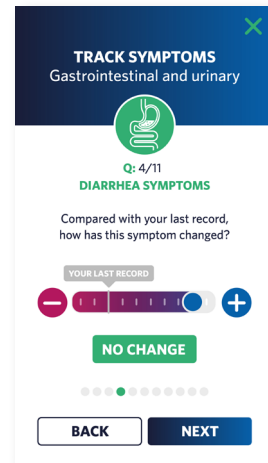 TRACK SYMPTOMS
Gastrointestinal and urinary
Q: 4/11
DIARRHEA SYMPTOMS
Compared with your last record,
how has this symptom changed?
YOUR LAST RECORD
NO CHANGE
BACK
NEXT